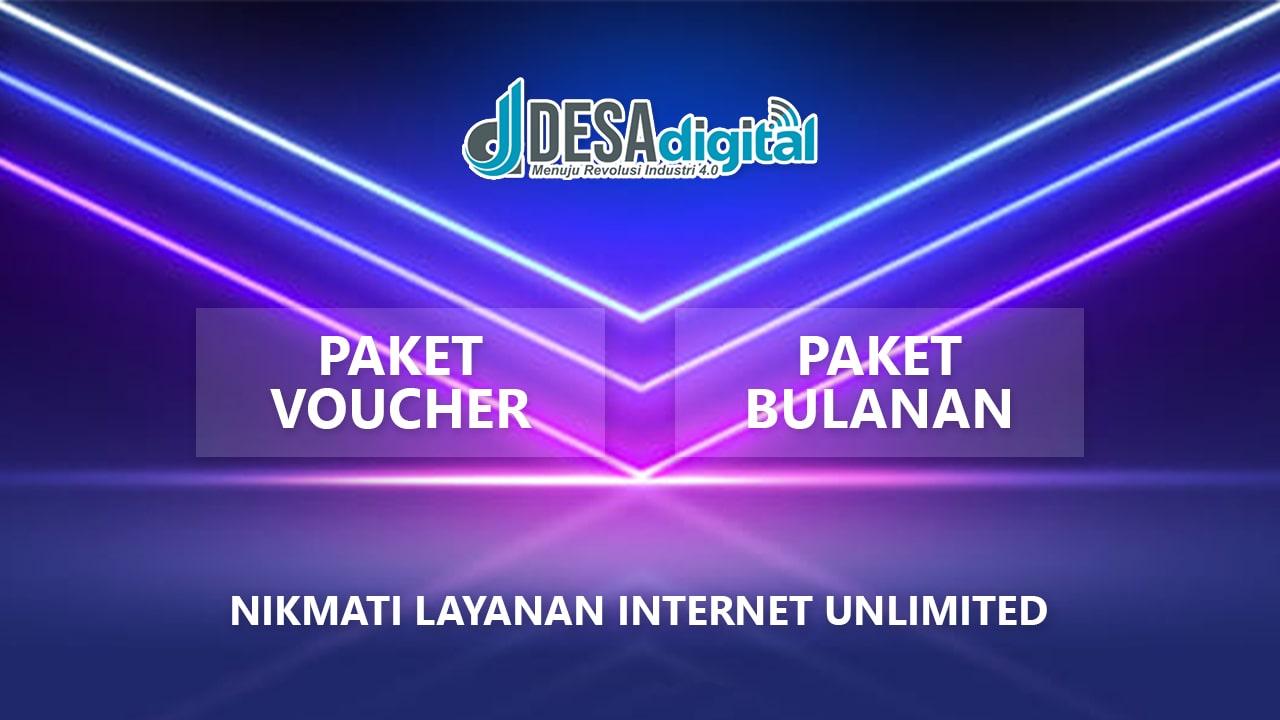 DESAdigital
Menuju Revolusi Industri 4.0
PAKET
VOUCHER
PAKET
BULANAN
NIKMATI LAYANAN INTERNET UNLIMITED